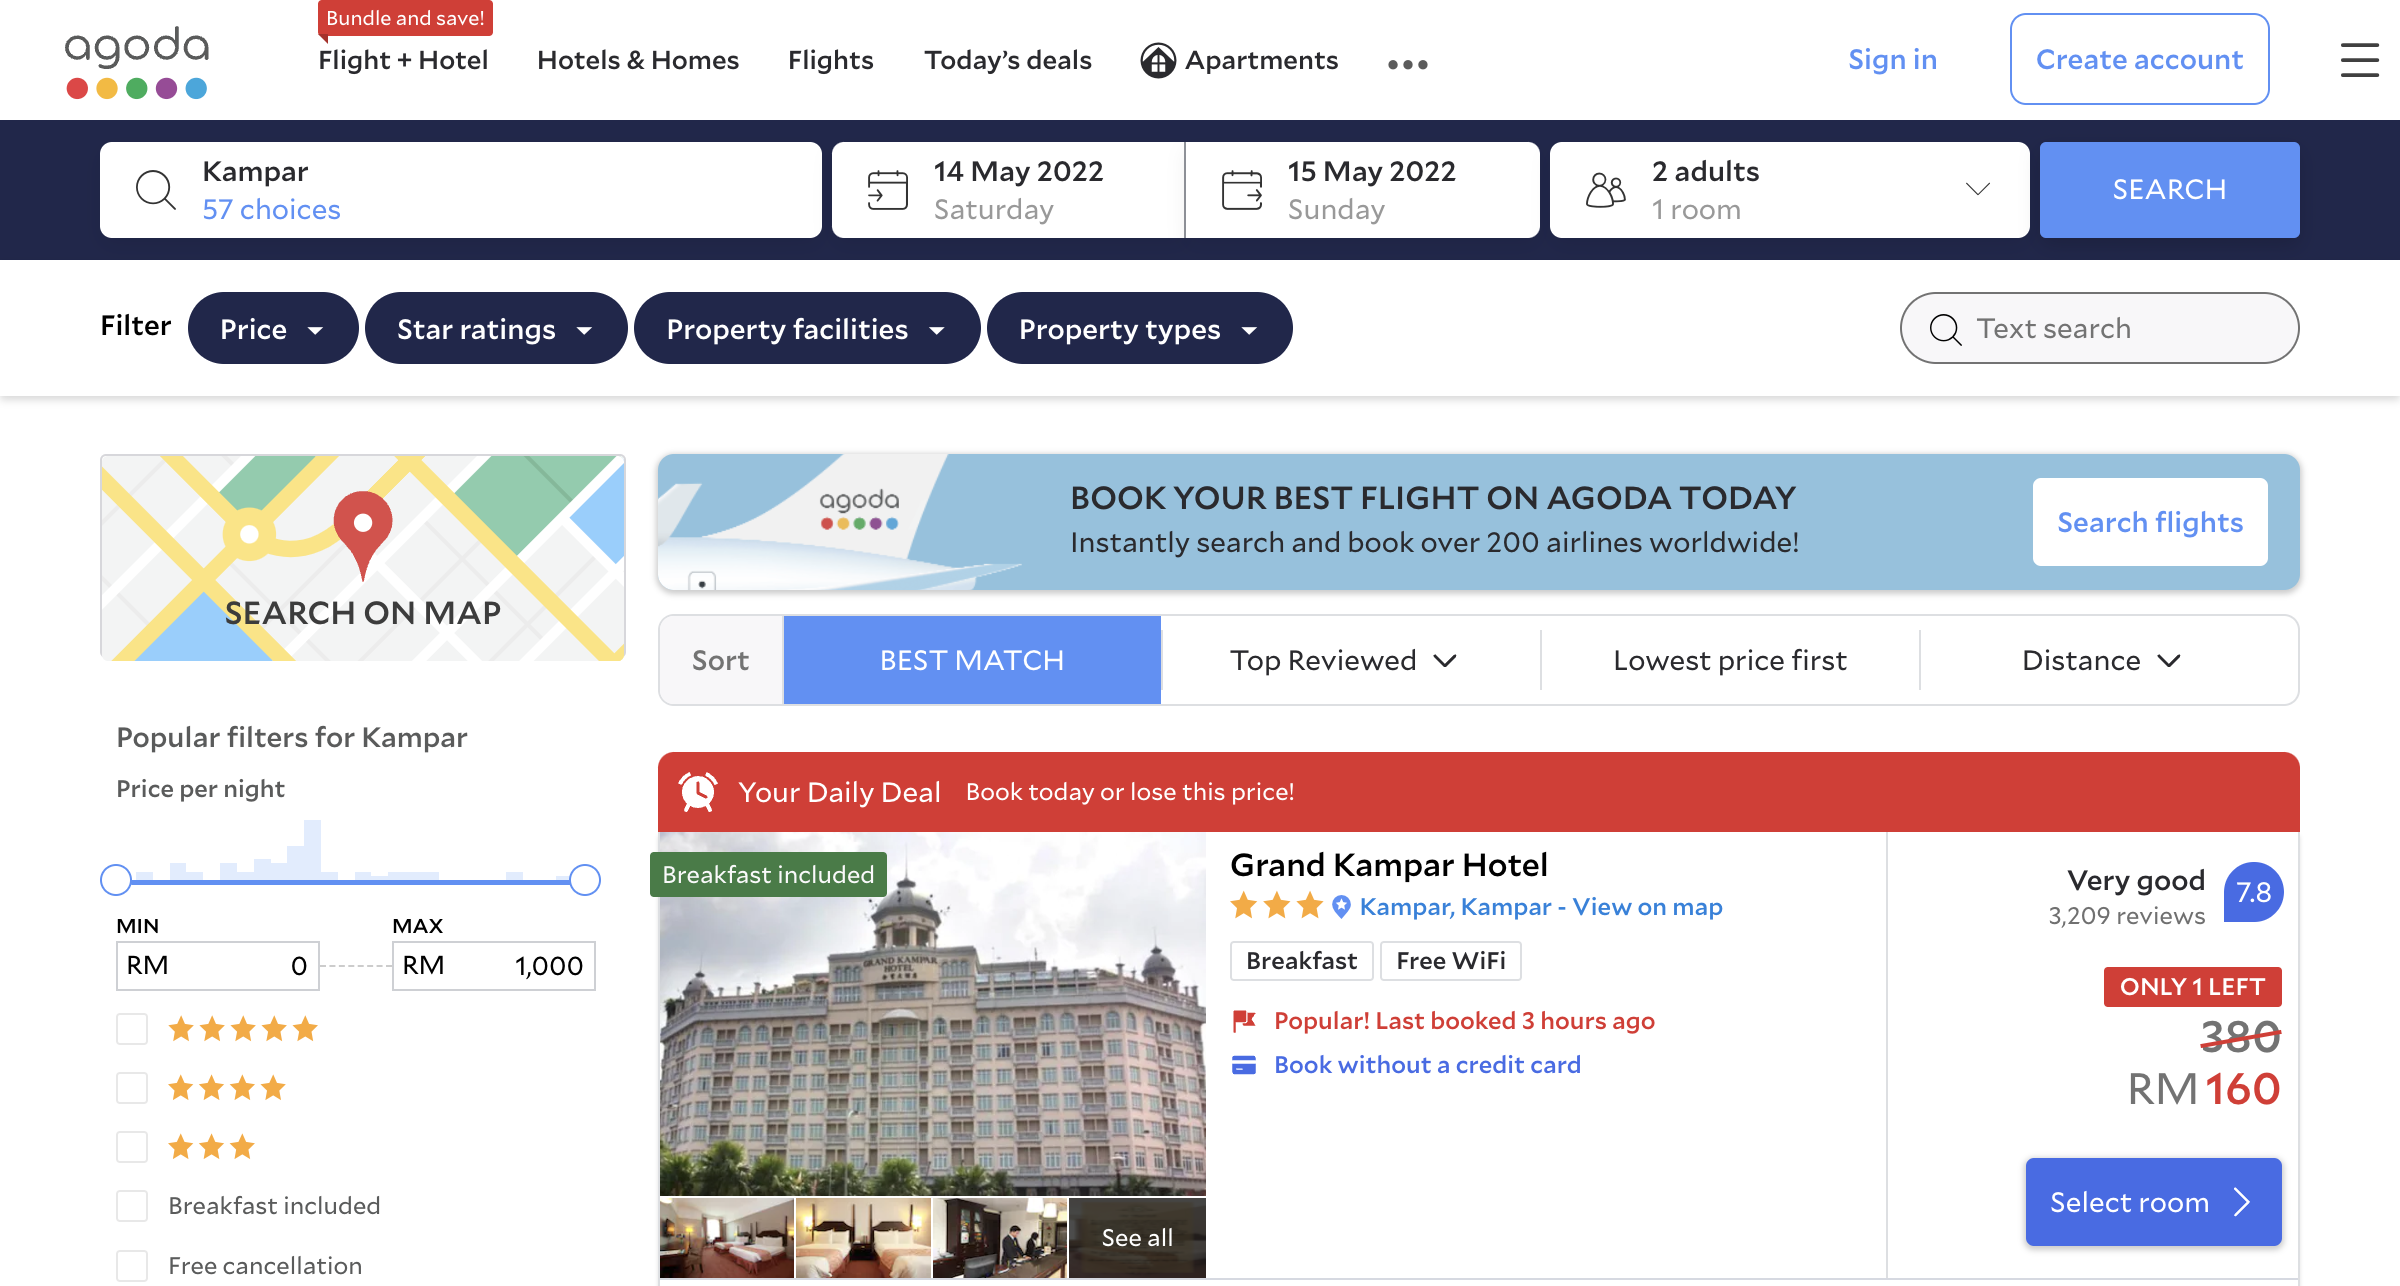 Bundle and save!
agoda
Flight + Hotel
Hotels & Homes
Flights
Today's deals
Apartments
Sign in
Create account
Kampar
57 choices
14 May 2022
Saturday
15 May 2022
Sunday
2 adults
1 room
SEARCH
Filter
Price
Star ratings
Property facilities
Property types
Text search
SEARCH ON MAP
agoda
BOOK YOUR BEST FLIGHT ON AGODA TODAY
Instantly search and book over 200 airlines worldwide!
Search flights
Sort
BEST MATCH
Top Reviewed
Lowest price first
Distance
Popular filters for Kampar
Price per night
MIN
MAX
RM 0
RM 1,000
Breakfast included
Free cancellation
Your Daily Deal
Book today or lose this price!
Breakfast included
GRAND KAMPAR
HOTEL
See all
Grand Kampar Hotel
Kampar, Kampar - View on map
Breakfast
Free WiFi
Popular! Last booked 3 hours ago
Book without a credit card
Very good
3,209 reviews
7.8
ONLY 1 LEFT
380
RM 160
Select room